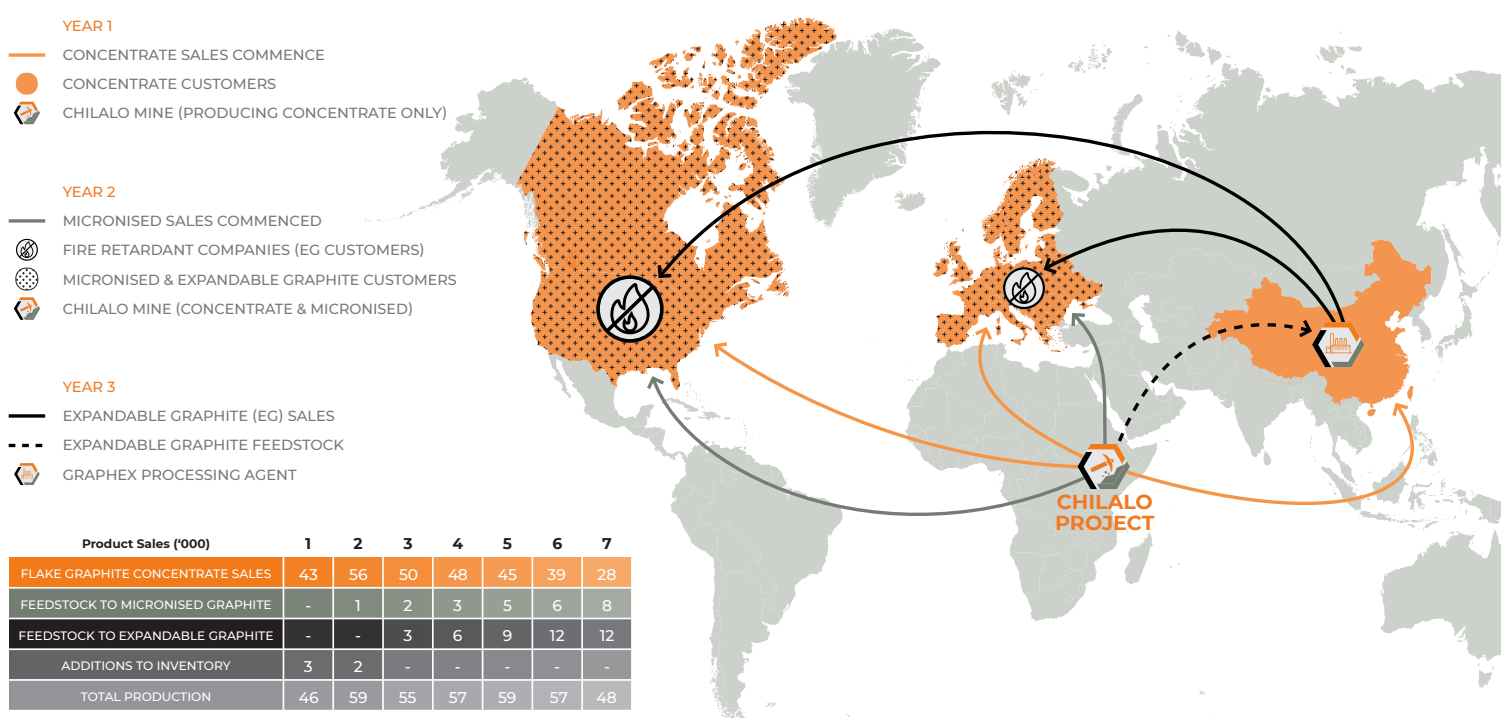 YEAR 1
CONCENTRATE SALES COMMENCE
CONCENTRATE CUSTOMERS
CHILALO MINE (PRODUCING CONCENTRATE ONLY)
YEAR 2
MICRONISED SALES COMMENCED
FIRE RETARDANT COMPANIES (EG CUSTOMERS)
MICRONISED & EXPANDABLE GRAPHITE CUSTOMERS
CHILALO MINE (CONCENTRATE & MICRONISED)
YEAR 3
EXPANDABLE GRAPHITE (EG) SALES
EXPANDABLE GRAPHITE FEEDSTOCK
GRAPHEX PROCESSING AGENT
CHILALO
PROJECT
Product Sales (‘000) 1 2 3 4 5 6 7
FLAKE GRAPHITE CONCENTRATE SALES 43 56 50 48 45 39 28
FEEDSTOCK TO MICRONISED GRAPHITE - 1 2 3 5 6 8
FEEDSTOCK TO EXPANDABLE GRAPHITE - - 3 6 9 12 12
ADDITIONS TO INVENTORY 3 2 - - - - -
TOTAL PRODUCTION 46 59 55 57 59 57 48